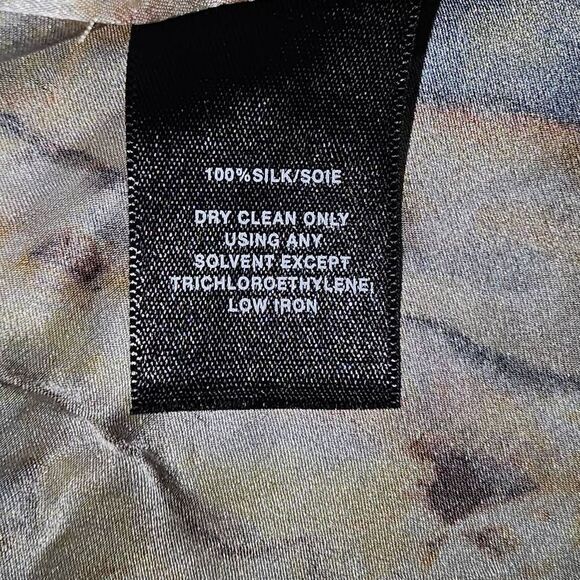 100%SILK/SOIE
DRY CLEAN ONLY
USING ANY
SOLVENT EXCEPT
TRICHLOROETHYLENE;
LOW IRON